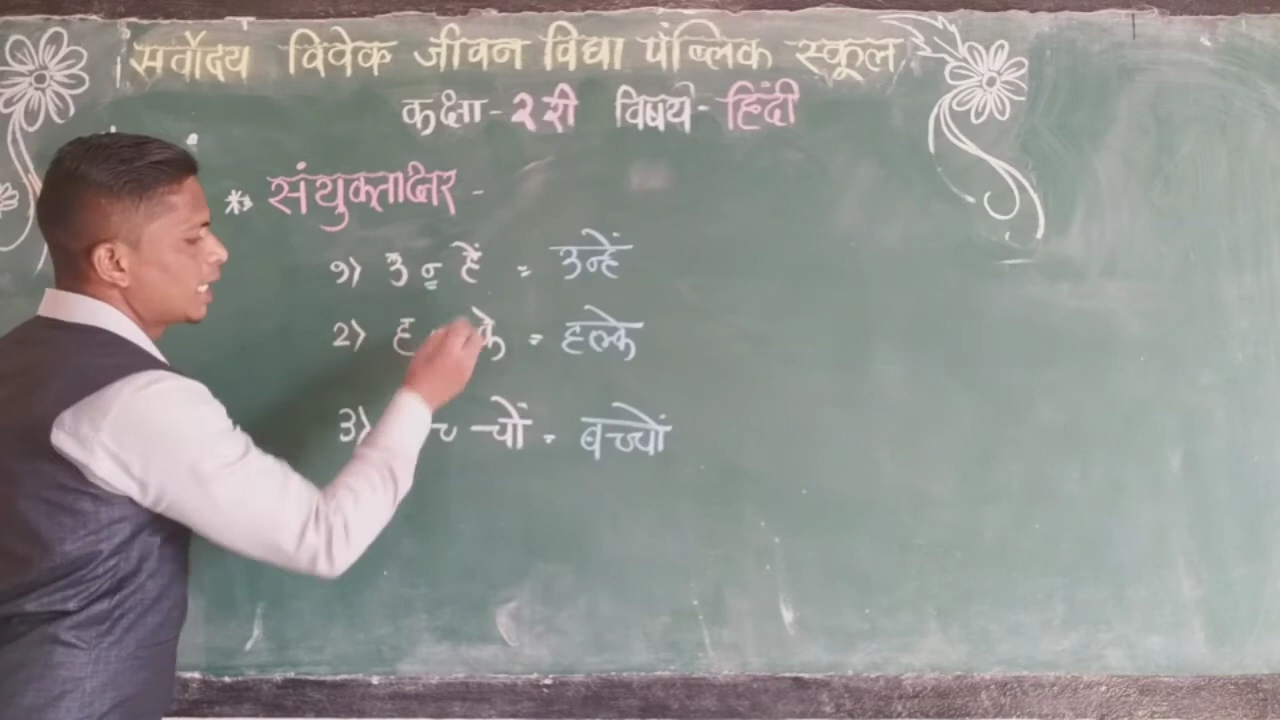 सर्वोदय विवेक जीवन विद्या पब्लिक स्कूल
कक्षा - २री विषय - हिंदी
* संयुक्ताक्षर -
१) उ न् हें = उन्हें
2) ह के = हल्के
3) च् चों = बच्चों